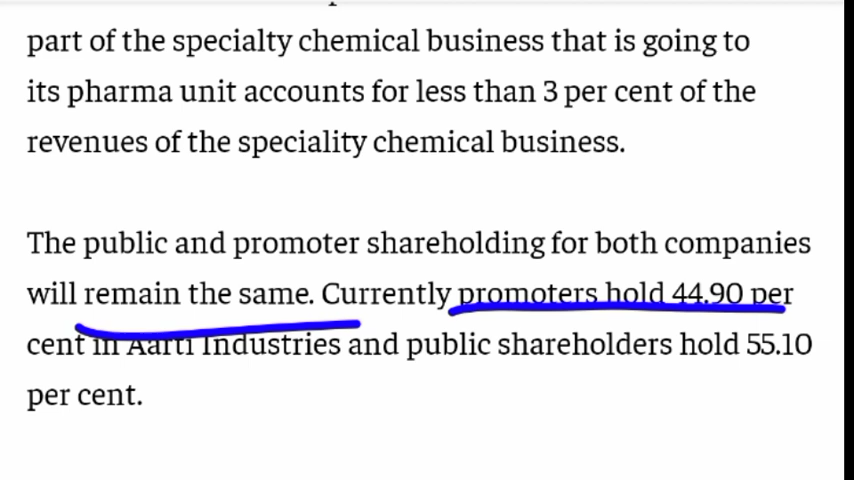 part of the specialty chemical business that is going to
its pharma unit accounts for less than 3 per cent of the
revenues of the speciality chemical business.
The public and promoter shareholding for both companies
will remain the same. Currently promoters hold 44.90 per
cent in Aarti Industries and public shareholders hold 55.10
per cent.